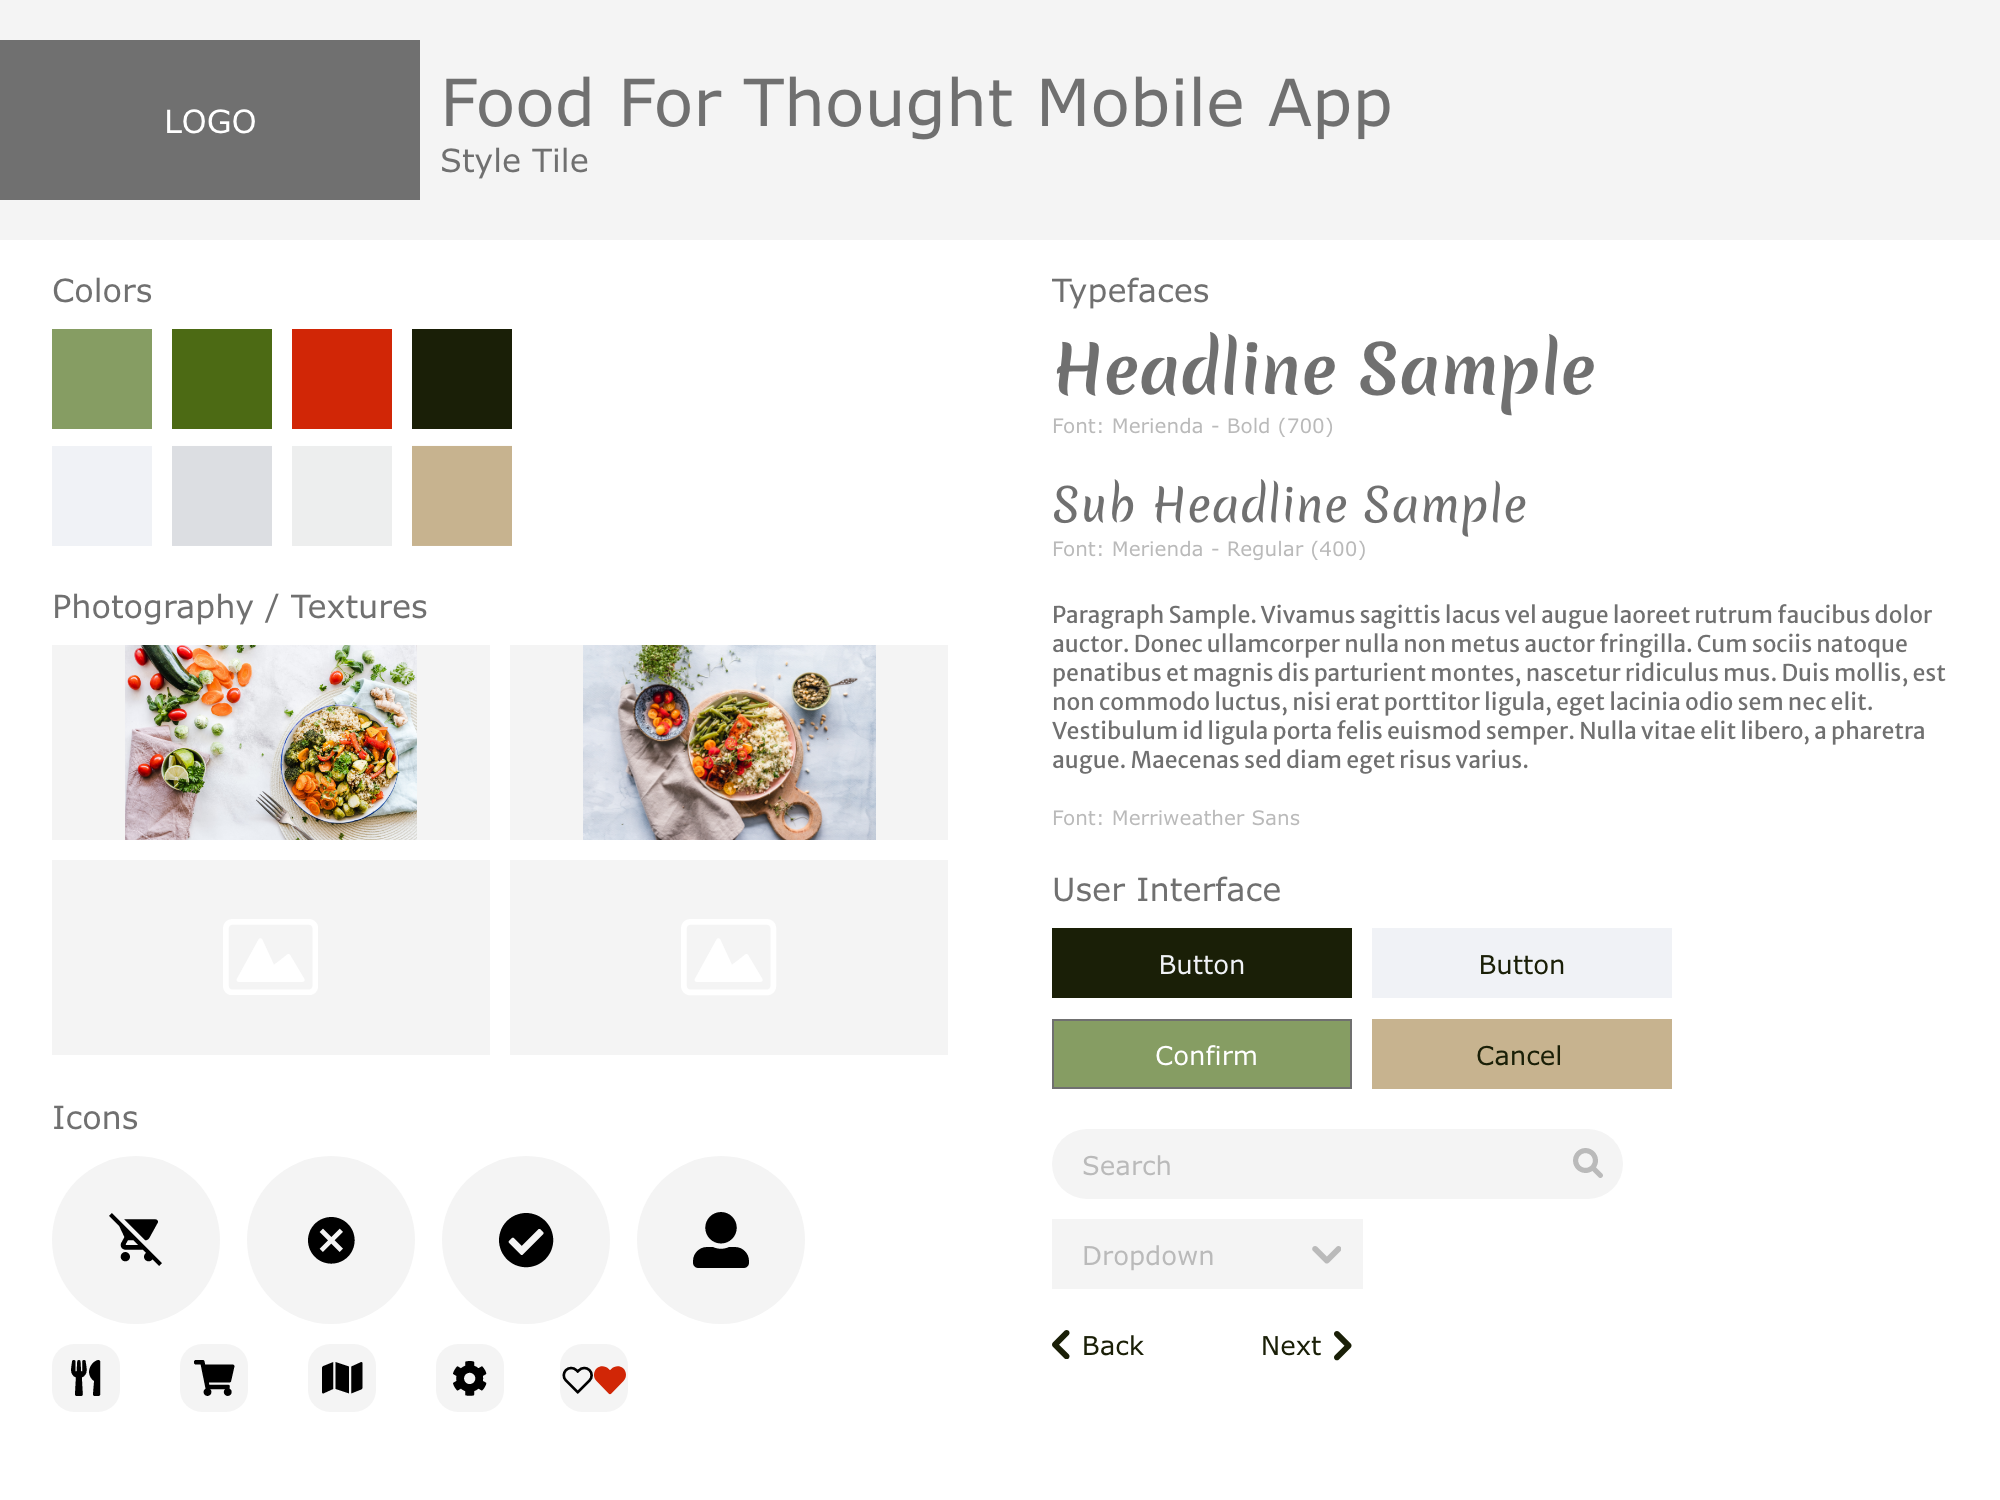 LOGO
Food For Thought Mobile App
Style Tile
Colors
Photography / Textures
Icons
Typefaces
Headline Sample
Font: Merienda - Bold (700)
Sub Headline Sample
Font: Merienda - Regular (400)
Paragraph Sample. Vivamus sagittis lacus vel augue laoreet rutrum faucibus dolor
auctor. Donec ullamcorper nulla non metus auctor fringilla. Cum sociis natoque
penatibus et magnis dis parturient montes, nascetur ridiculus mus. Duis mollis, est
non commodo luctus, nisi erat porttitor ligula, eget lacinia odio sem nec elit.
Vestibulum id ligula porta felis euismod semper. Nulla vitae elit libero, a pharetra
augue. Maecenas sed diam eget risus varius.
Font: Merriweather Sans
User Interface
Button
Button
Confirm
Cancel
Search
Dropdown
Back
Next